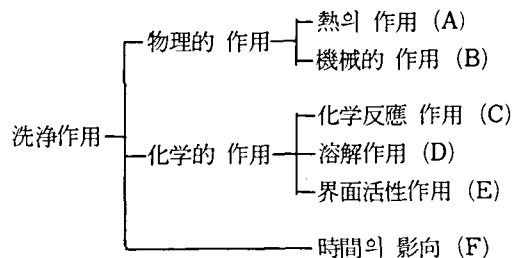 熱의 作用 (A)
物理的 作用
機械的 作用 (B)
化学反應 作用 (C)
洗浄作用
化学的 作用
溶解作用 (D)
界面活性作用 (E)
時間의 影向 (F)